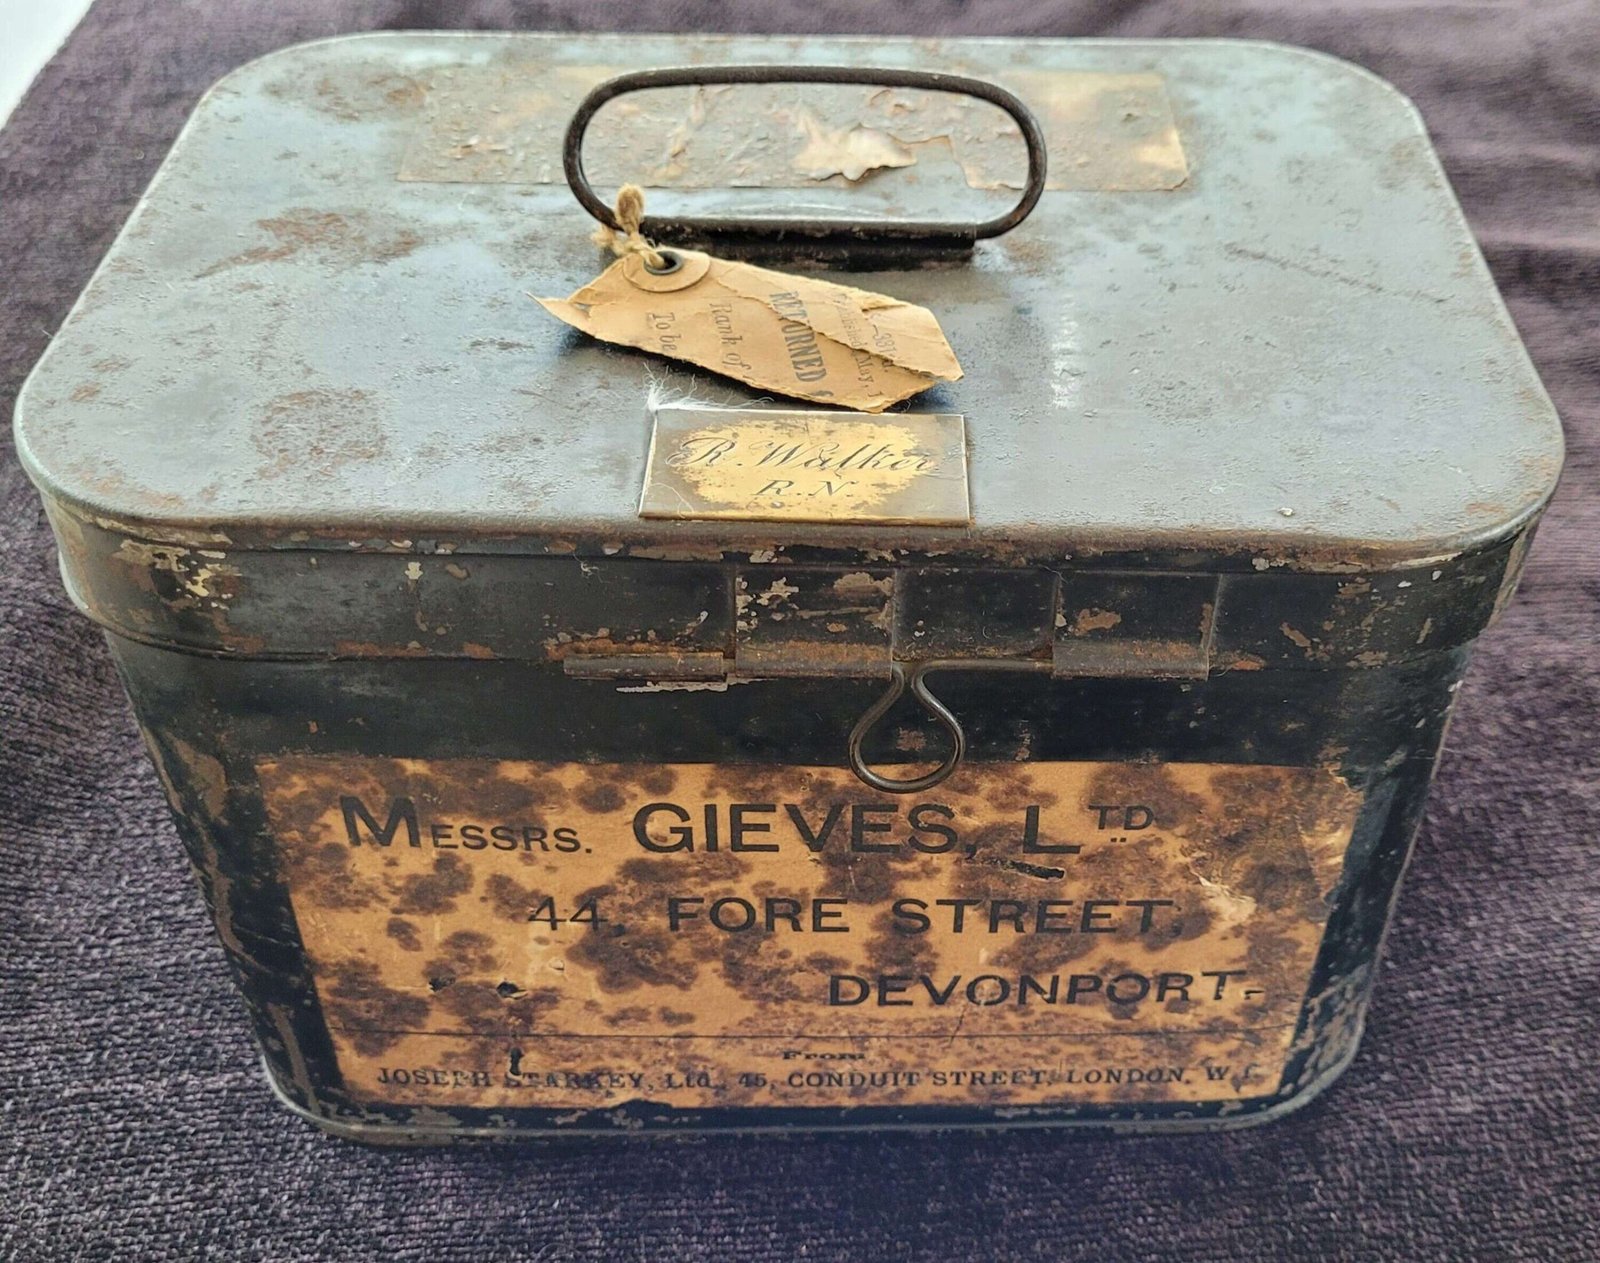 RETURNED
Rank of
To be
R. Walker
R.N.
MESSRS. GIEVES, LTD
44, FORE STREET,
DEVONPORT.
From
JOSEPH STARKEY, Ltd., 45, CONDUIT STREET, LONDON, W.1.